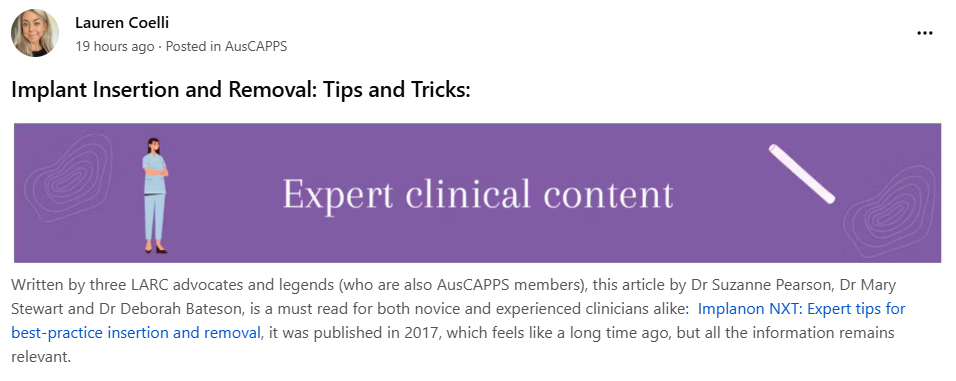 Lauren Coelli
19 hours ago · Posted in AusCAPPS
Implant Insertion and Removal: Tips and Tricks:
Expert clinical content
Written by three LARC advocates and legends (who are also AusCAPPS members), this article by Dr Suzanne Pearson, Dr Mary
Stewart and Dr Deborah Bateson, is a must read for both novice and experienced clinicians alike:  Implanon NXT: Expert tips for
best-practice insertion and removal, it was published in 2017, which feels like a long time ago, but all the information remains
relevant.